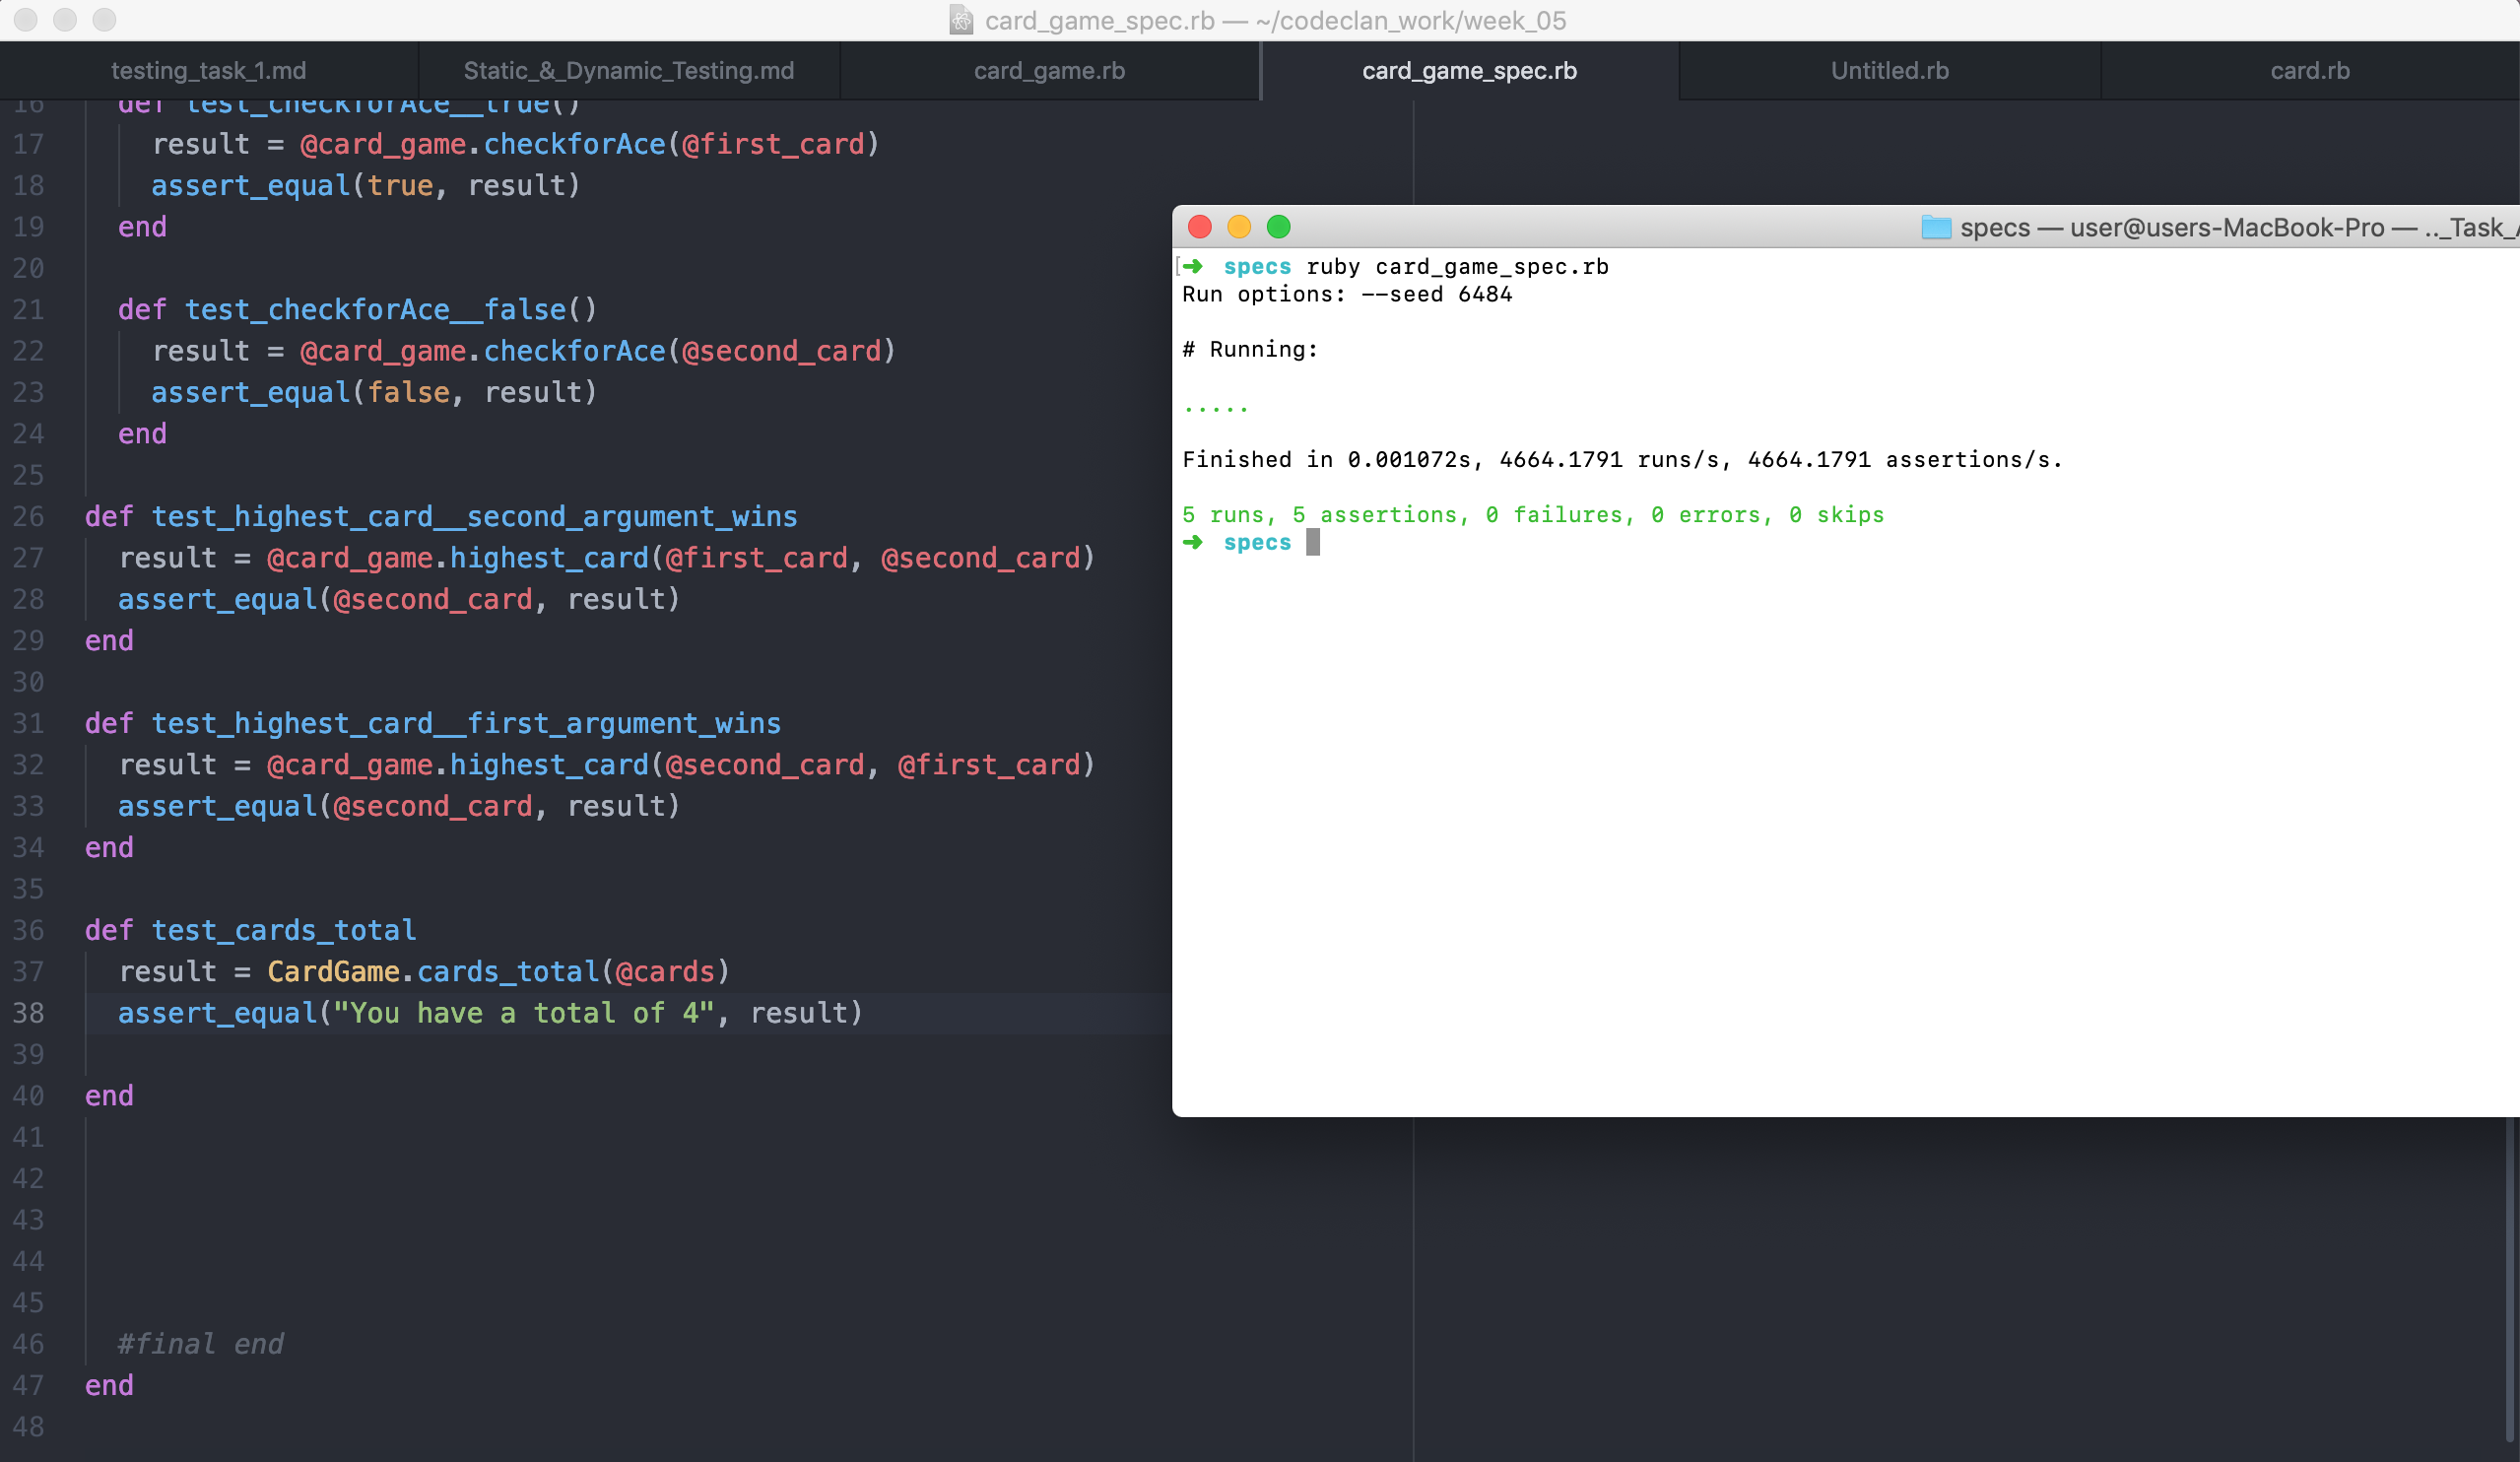 card_game_spec.rb — ~/codeclan_work/week_05
testing_task_1.md Static_&_Dynamic_Testing.md card_game.rb card_game_spec.rb Untitled.rb card.rb
16 def test_checkforAce__true()
17 result = @card_game.checkforAce(@first_card)
18 assert_equal(true, result)
19 end
20
21 def test_checkforAce__false()
22 result = @card_game.checkforAce(@second_card)
23 assert_equal(false, result)
24 end
25
26 def test_highest_card__second_argument_wins
27 result = @card_game.highest_card(@first_card, @second_card)
28 assert_equal(@second_card, result)
29 end
30
31 def test_highest_card__first_argument_wins
32 result = @card_game.highest_card(@second_card, @first_card)
33 assert_equal(@second_card, result)
34 end
35
36 def test_cards_total
37 result = CardGame.cards_total(@cards)
38 assert_equal("You have a total of 4", result)
39
40 end
41
42
43
44
45
46 #final end
47 end
48
specs — user@users-MacBook-Pro — .._Task_
[➜ specs ruby card_game_spec.rb
Run options: --seed 6484
# Running:
.....
Finished in 0.001072s, 4664.1791 runs/s, 4664.1791 assertions/s.
5 runs, 5 assertions, 0 failures, 0 errors, 0 skips
➜ specs